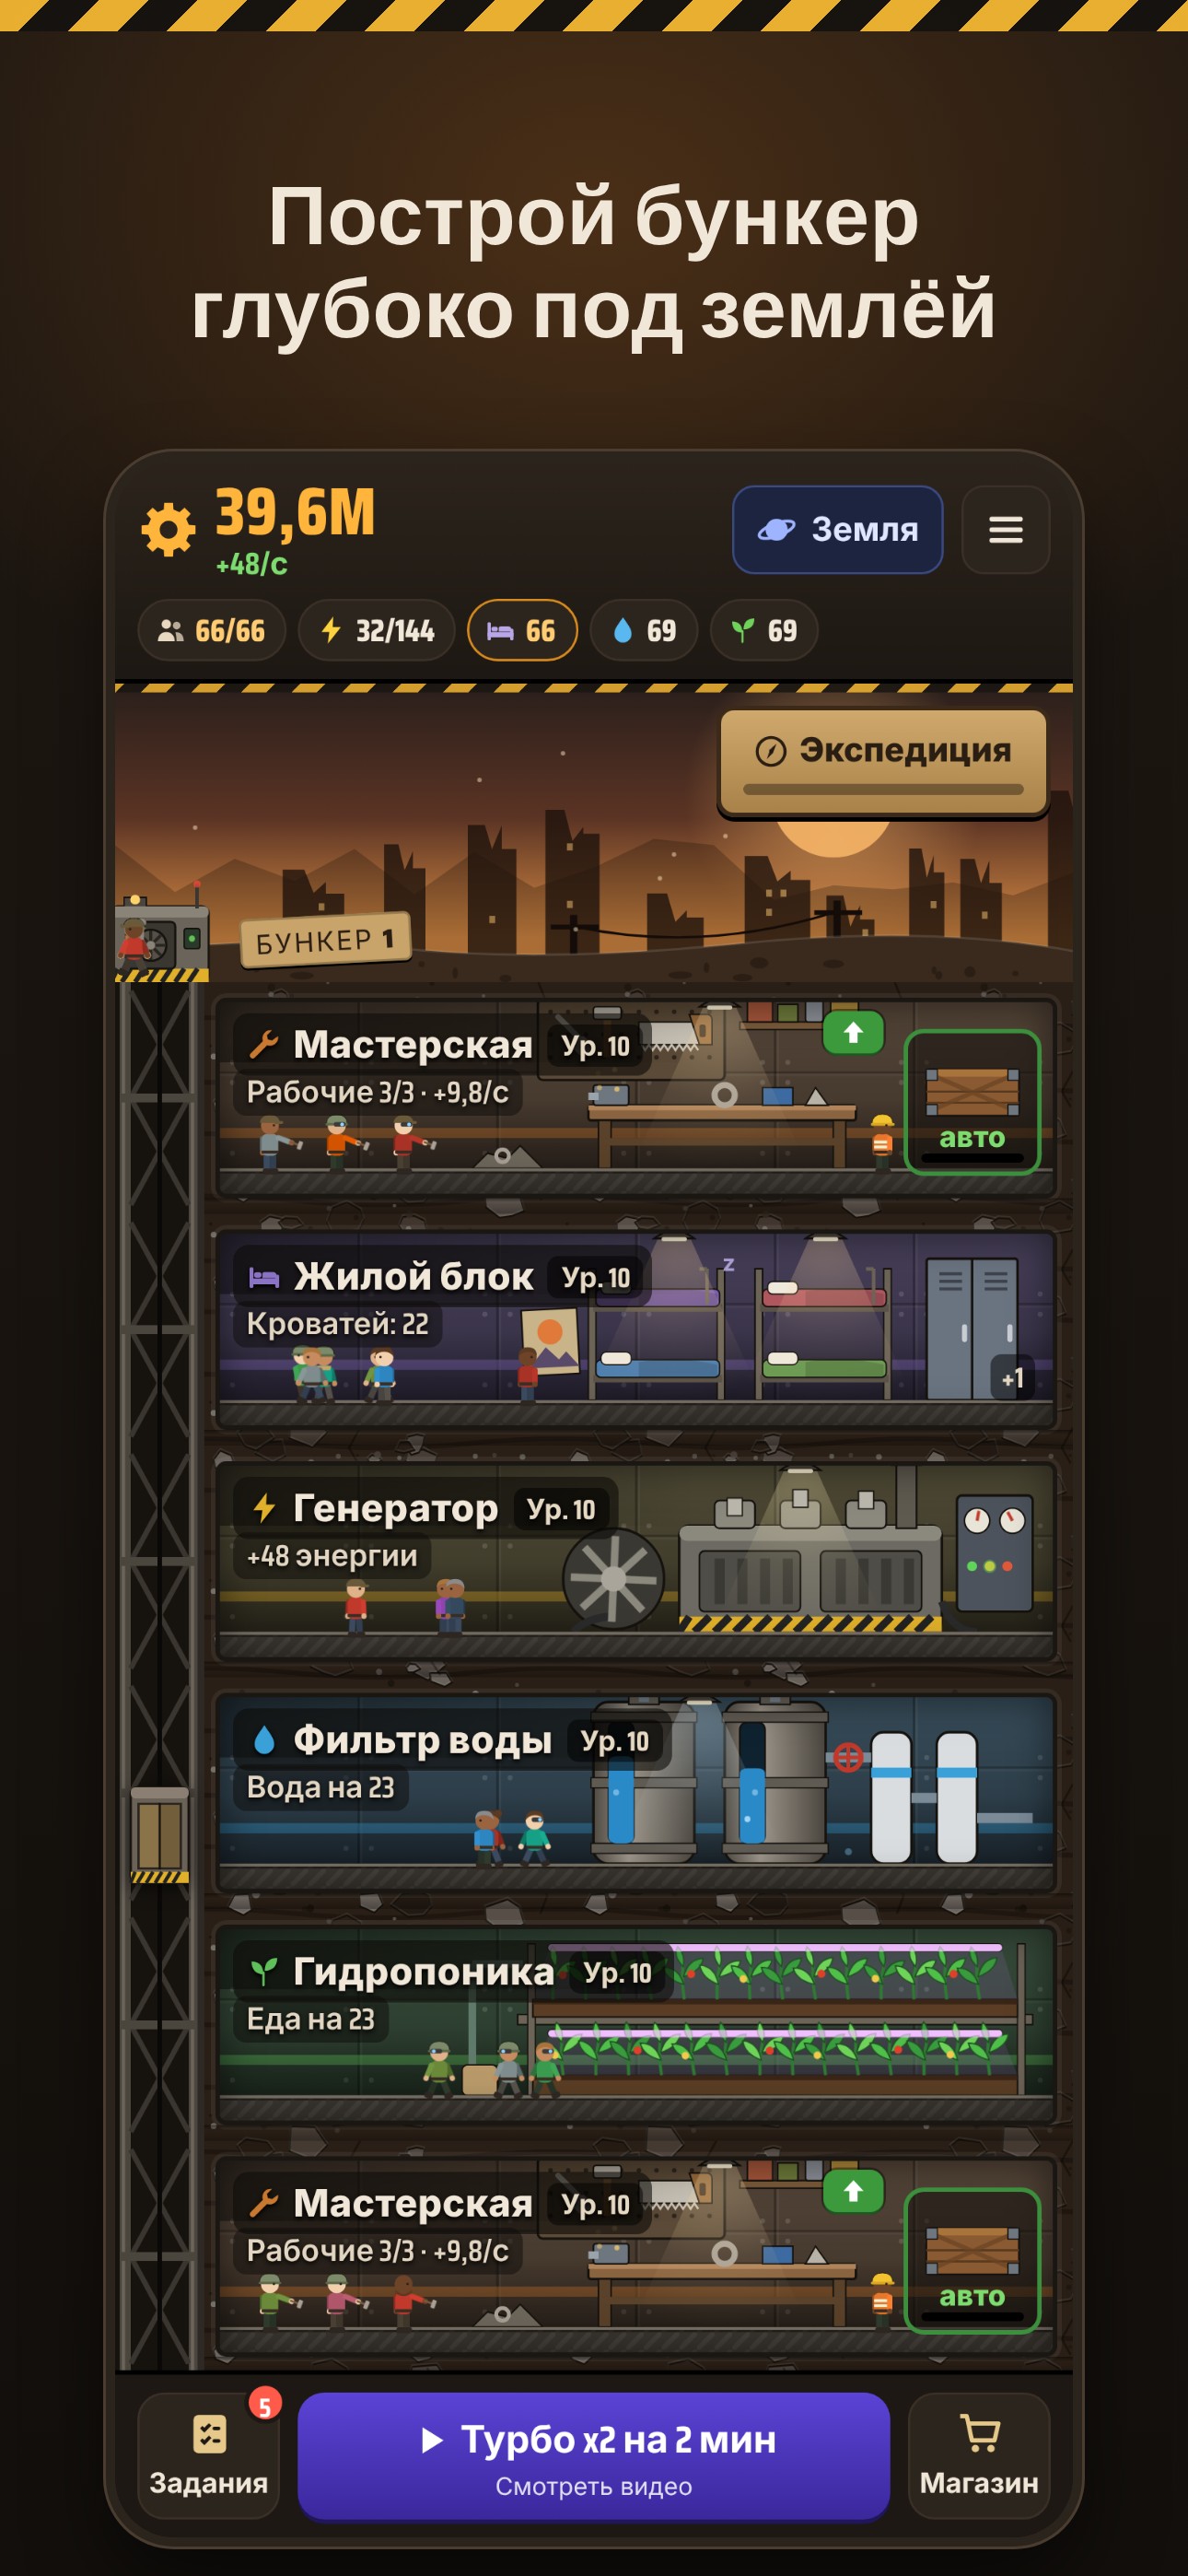 Построй бункер
глубоко под землёй
39,6M
+48/с
Земля
66/66
32/144
66
69
69
Экспедиция
БУНКЕР 1
Мастерская Ур. 10
Рабочие 3/3 · +9,8/с
авто
Жилой блок Ур. 10
Кроватей: 22
z
+1
Генератор Ур. 10
+48 энергии
Фильтр воды Ур. 10
Вода на 23
Гидропоника Ур. 10
Еда на 23
Мастерская Ур. 10
Рабочие 3/3 · +9,8/с
авто
5
Задания
Турбо x2 на 2 мин
Смотреть видео
Магазин